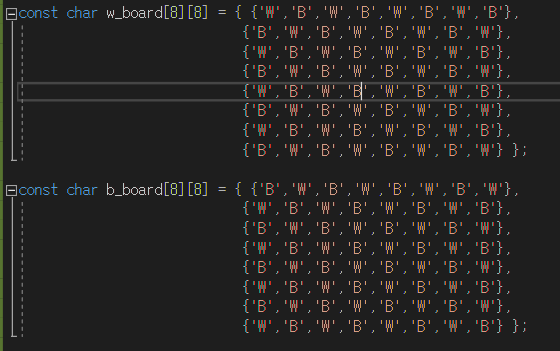 const char w_board[8][8] = { {'W','B','W','B','W','B','W','B'},
{'B','W','B','W','B','W','B','W'},
{'W','B','W','B','W','B','W','B'},
{'B','W','B','W','B','W','B','W'},
{'W','B','W','B','W','B','W','B'},
{'B','W','B','W','B','W','B','W'},
{'W','B','W','B','W','B','W','B'},
{'B','W','B','W','B','W','B','W'} };
const char b_board[8][8] = { {'B','W','B','W','B','W','B','W'},
{'W','B','W','B','W','B','W','B'},
{'B','W','B','W','B','W','B','W'},
{'W','B','W','B','W','B','W','B'},
{'B','W','B','W','B','W','B','W'},
{'W','B','W','B','W','B','W','B'},
{'B','W','B','W','B','W','B','W'},
{'W','B','W','B','W','B','W','B'} };